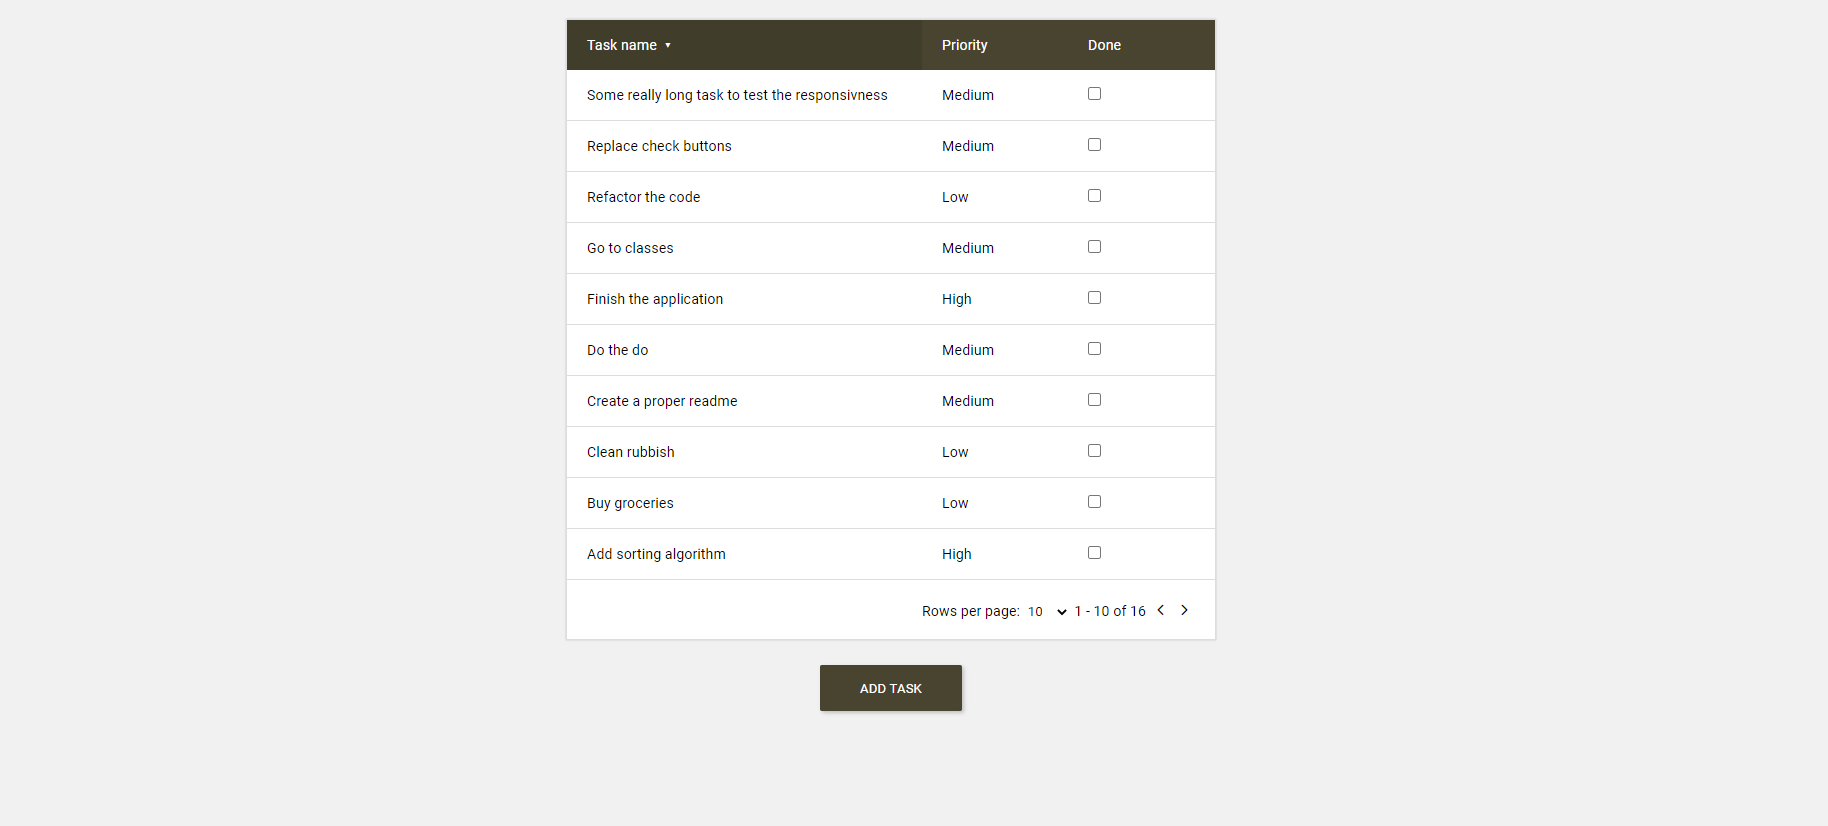 Task name ▼ Priority Done
Some really long task to test the responsivness Medium
Replace check buttons Medium
Refactor the code Low
Go to classes Medium
Finish the application High
Do the do Medium
Create a proper readme Medium
Clean rubbish Low
Buy groceries Low
Add sorting algorithm High
Rows per page: 10 1 - 10 of 16
ADD TASK